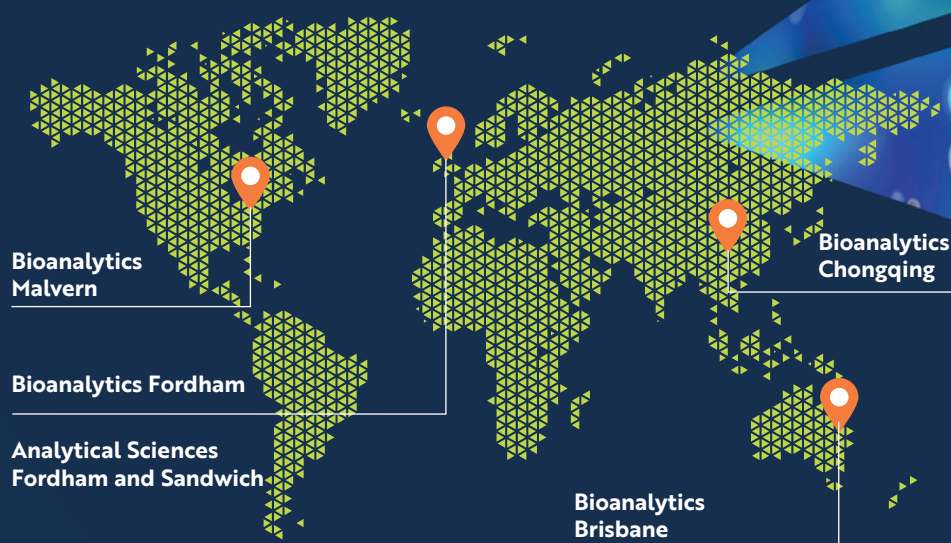 Bioanalytics
Malvern
Bioanalytics Fordham
Analytical Sciences
Fordham and Sandwich
Bioanalytics
Chongqing
Bioanalytics
Brisbane